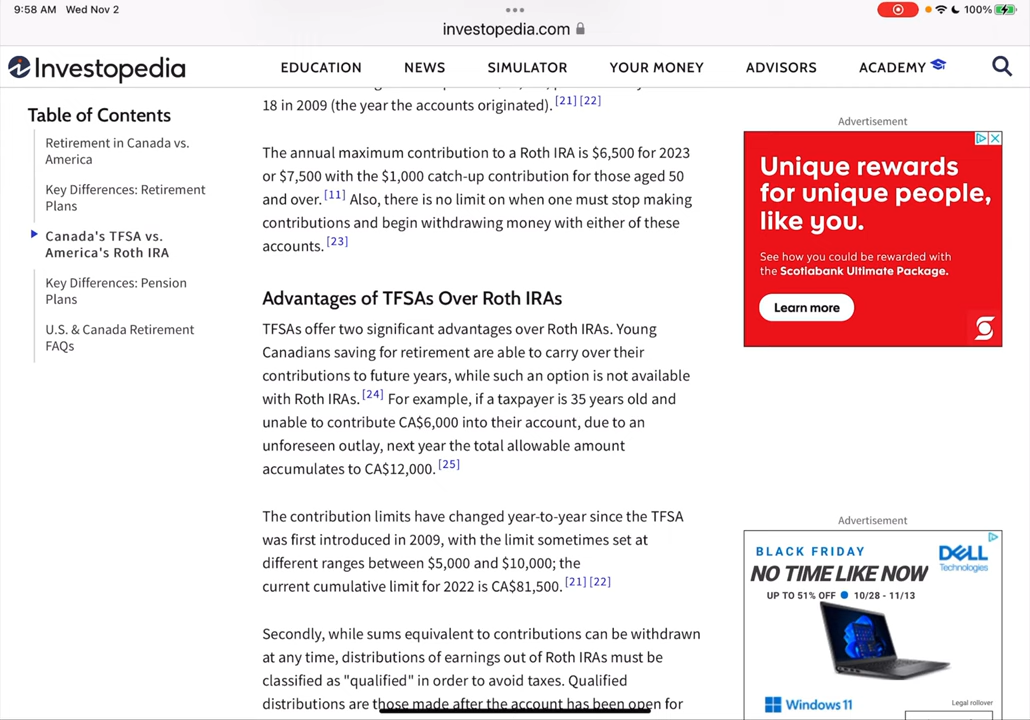 9:58 AM Wed Nov 2
100%
investopedia.com
Investopedia
EDUCATION NEWS SIMULATOR YOUR MONEY ADVISORS ACADEMY
Table of Contents
Retirement in Canada vs.
America
Key Differences: Retirement
Plans
Canada's TFSA vs.
America's Roth IRA
Key Differences: Pension
Plans
U.S. & Canada Retirement
FAQs
18 in 2009 (the year the accounts originated). [21] [22]
The annual maximum contribution to a Roth IRA is $6,500 for 2023
or $7,500 with the $1,000 catch-up contribution for those aged 50
and over. [11] Also, there is no limit on when one must stop making
contributions and begin withdrawing money with either of these
accounts. [23]
Advantages of TFSAs Over Roth IRAs
TFSAs offer two significant advantages over Roth IRAs. Young
Canadians saving for retirement are able to carry over their
contributions to future years, while such an option is not available
with Roth IRAs. [24] For example, if a taxpayer is 35 years old and
unable to contribute CA$6,000 into their account, due to an
unforeseen outlay, next year the total allowable amount
accumulates to CA$12,000. [25]
The contribution limits have changed year-to-year since the TFSA
was first introduced in 2009, with the limit sometimes set at
different ranges between $5,000 and $10,000; the
current cumulative limit for 2022 is CA$81,500. [21] [22]
Secondly, while sums equivalent to contributions can be withdrawn
at any time, distributions of earnings out of Roth IRAs must be
classified as "qualified" in order to avoid taxes. Qualified
distributions are those made after the account has been open for
Advertisement
Unique rewards
for unique people,
like you.
See how you could be rewarded with
the Scotiabank Ultimate Package.
Learn more
Advertisement
BLACK FRIDAY
DELL
Technologies
NO TIME LIKE NOW
UP TO 51% OFF 10/28 - 11/13
Windows 11
Legal rollover